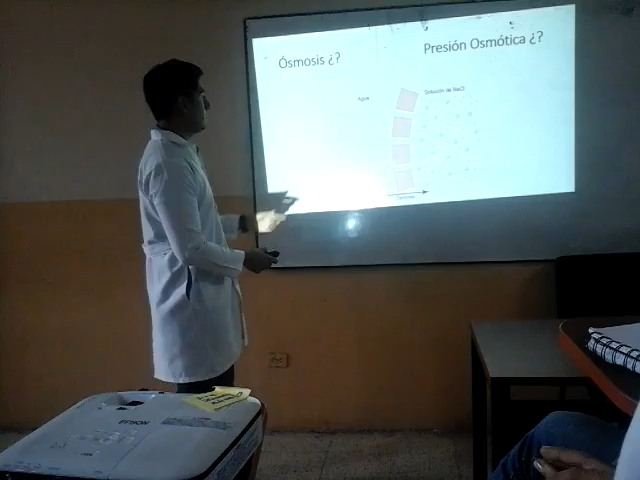 Ósmosis ¿?
Presión Osmótica ¿?
Agua
Solución de NaCl
EPSON